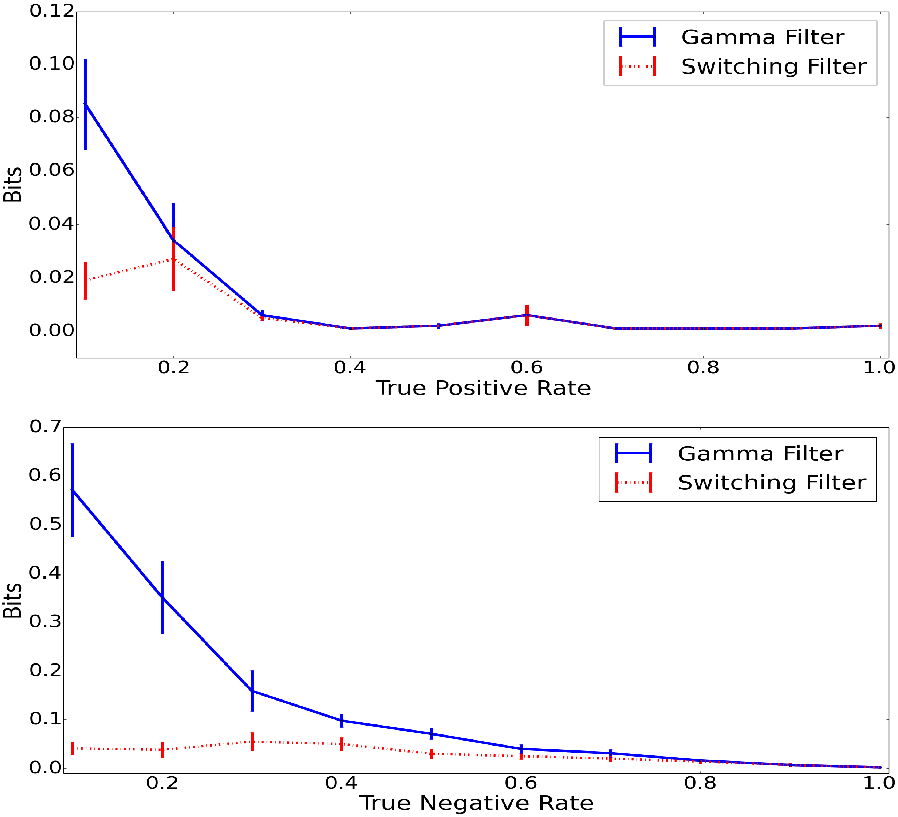 0.12
0.10
0.08
0.06
0.04
0.02
0.00
Bits
Gamma Filter
Switching Filter
0.2 0.4 0.6 0.8 1.0
True Positive Rate
0.7
0.6
0.5
0.4
0.3
0.2
0.1
0.0
Bits
Gamma Filter
Switching Filter
0.2 0.4 0.6 0.8 1.0
True Negative Rate